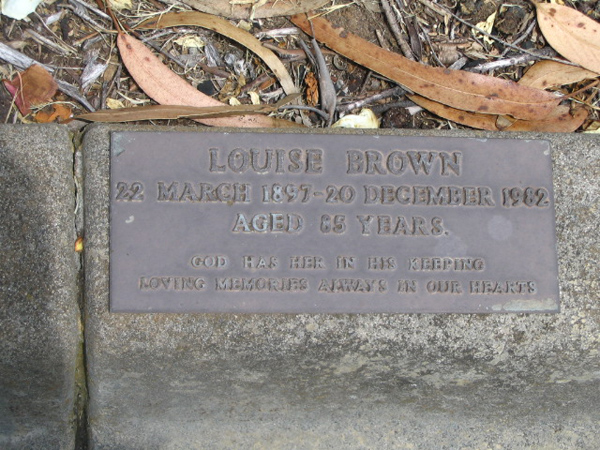 LOUISE BROWN
22 MARCH 1897-20 DECEMBER 1982
AGED 85 YEARS.
GOD HAS HER IN HIS KEEPING
LOVING MEMORIES ALWAYS IN OUR HEARTS